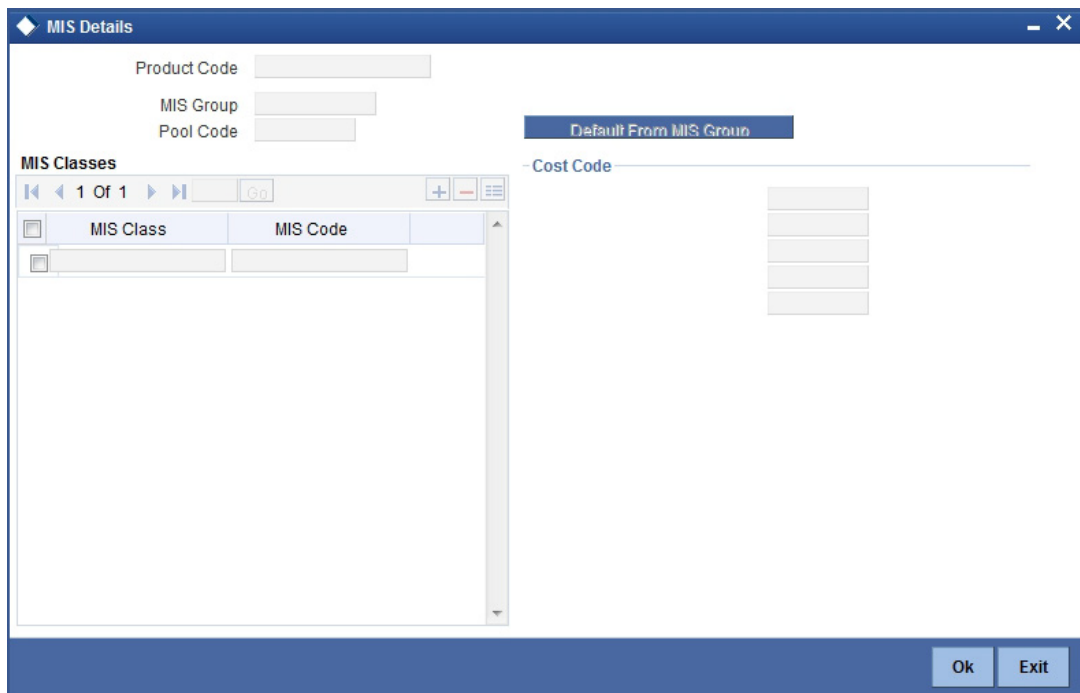 MIS Details
Product Code
MIS Group
Pool Code
Default From MIS Group
MIS Classes
Cost Code
1 Of 1
Go
MIS Class MIS Code
Ok Exit